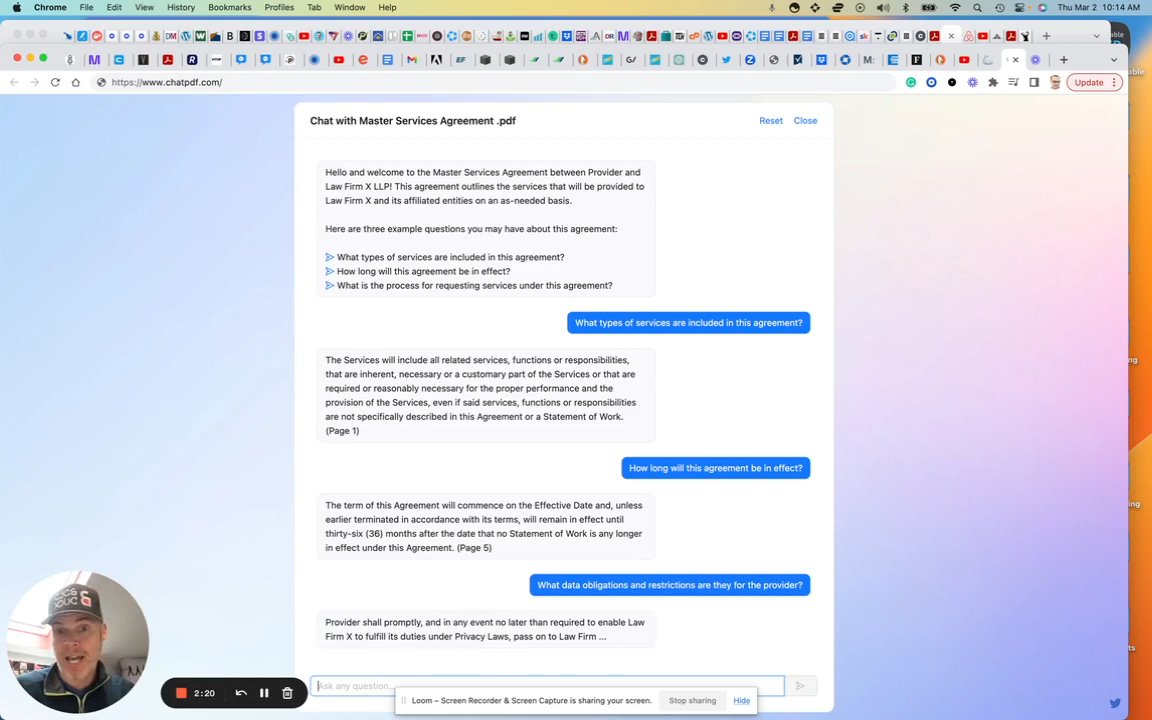 Chrome File Edit View History Bookmarks Profiles Tab Window Help Thu Mar 2 10:14 AM
https://www.chatpdf.com/ Update
Chat with Master Services Agreement .pdf Reset Close
Hello and welcome to the Master Services Agreement between Provider and
Law Firm X LLP! This agreement outlines the services that will be provided to
Law Firm X and its affiliated entities on an as-needed basis.
Here are three example questions you may have about this agreement:
What types of services are included in this agreement?
How long will this agreement be in effect?
What is the process for requesting services under this agreement?
What types of services are included in this agreement?
The Services will include all related services, functions or responsibilities,
that are inherent, necessary or a customary part of the Services or that are
required or reasonably necessary for the proper performance and the
provision of the Services, even if said services, functions or responsibilities
are not specifically described in this Agreement or a Statement of Work.
(Page 1)
How long will this agreement be in effect?
The term of this Agreement will commence on the Effective Date and, unless
earlier terminated in accordance with its terms, will remain in effect until
thirty-six (36) months after the date that no Statement of Work is any longer
in effect under this Agreement. (Page 5)
What data obligations and restrictions are they for the provider?
Provider shall promptly, and in any event no later than required to enable Law
Firm X to fulfill its duties under Privacy Laws, pass on to Law Firm ...
Ask any question...
2:20
Loom – Screen Recorder & Screen Capture is sharing your screen. Stop sharing Hide